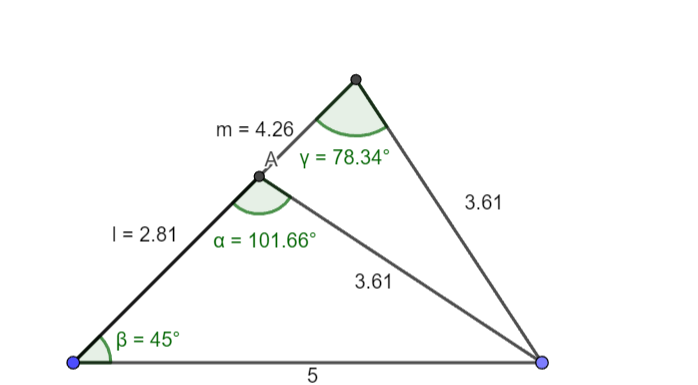 m = 4.26
A
γ = 78.34°
3.61
l = 2.81
α = 101.66°
3.61
β = 45°
5